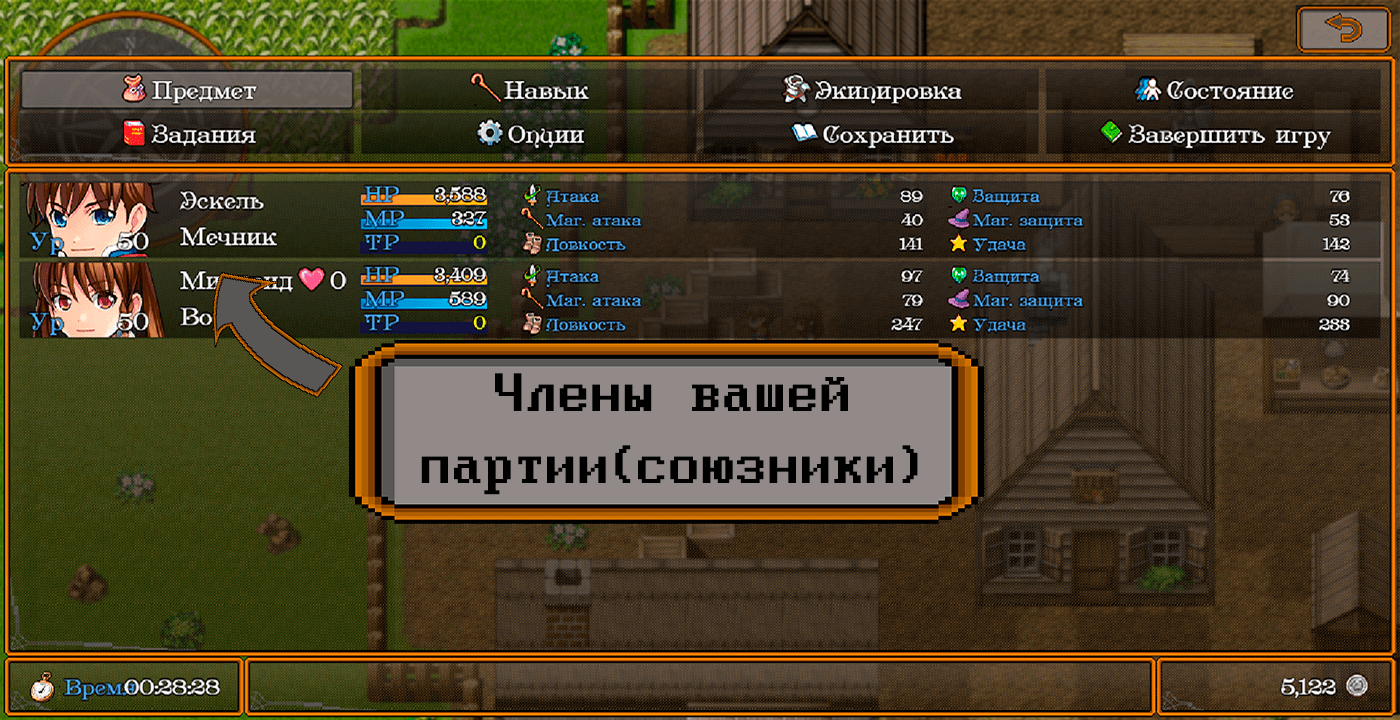 Предмет Навык Экипировка Состояние
Задания Опции Сохранить Завершить игру
Эскель HP 3,588 Атака 89 Защита 76
MP 327 Маг. атака 40 Маг. защита 53
Ур 50 Мечник TP 0 Ловкость 141 Удача 142
0 HP 3,409 Атака 97 Защита 74
MP 589 Маг. атака 79 Маг. защита 90
Ур 50 TP 0 Ловкость 247 Удача 288
Члены вашей
партии(союзники)
Время 00:28:28 5,122